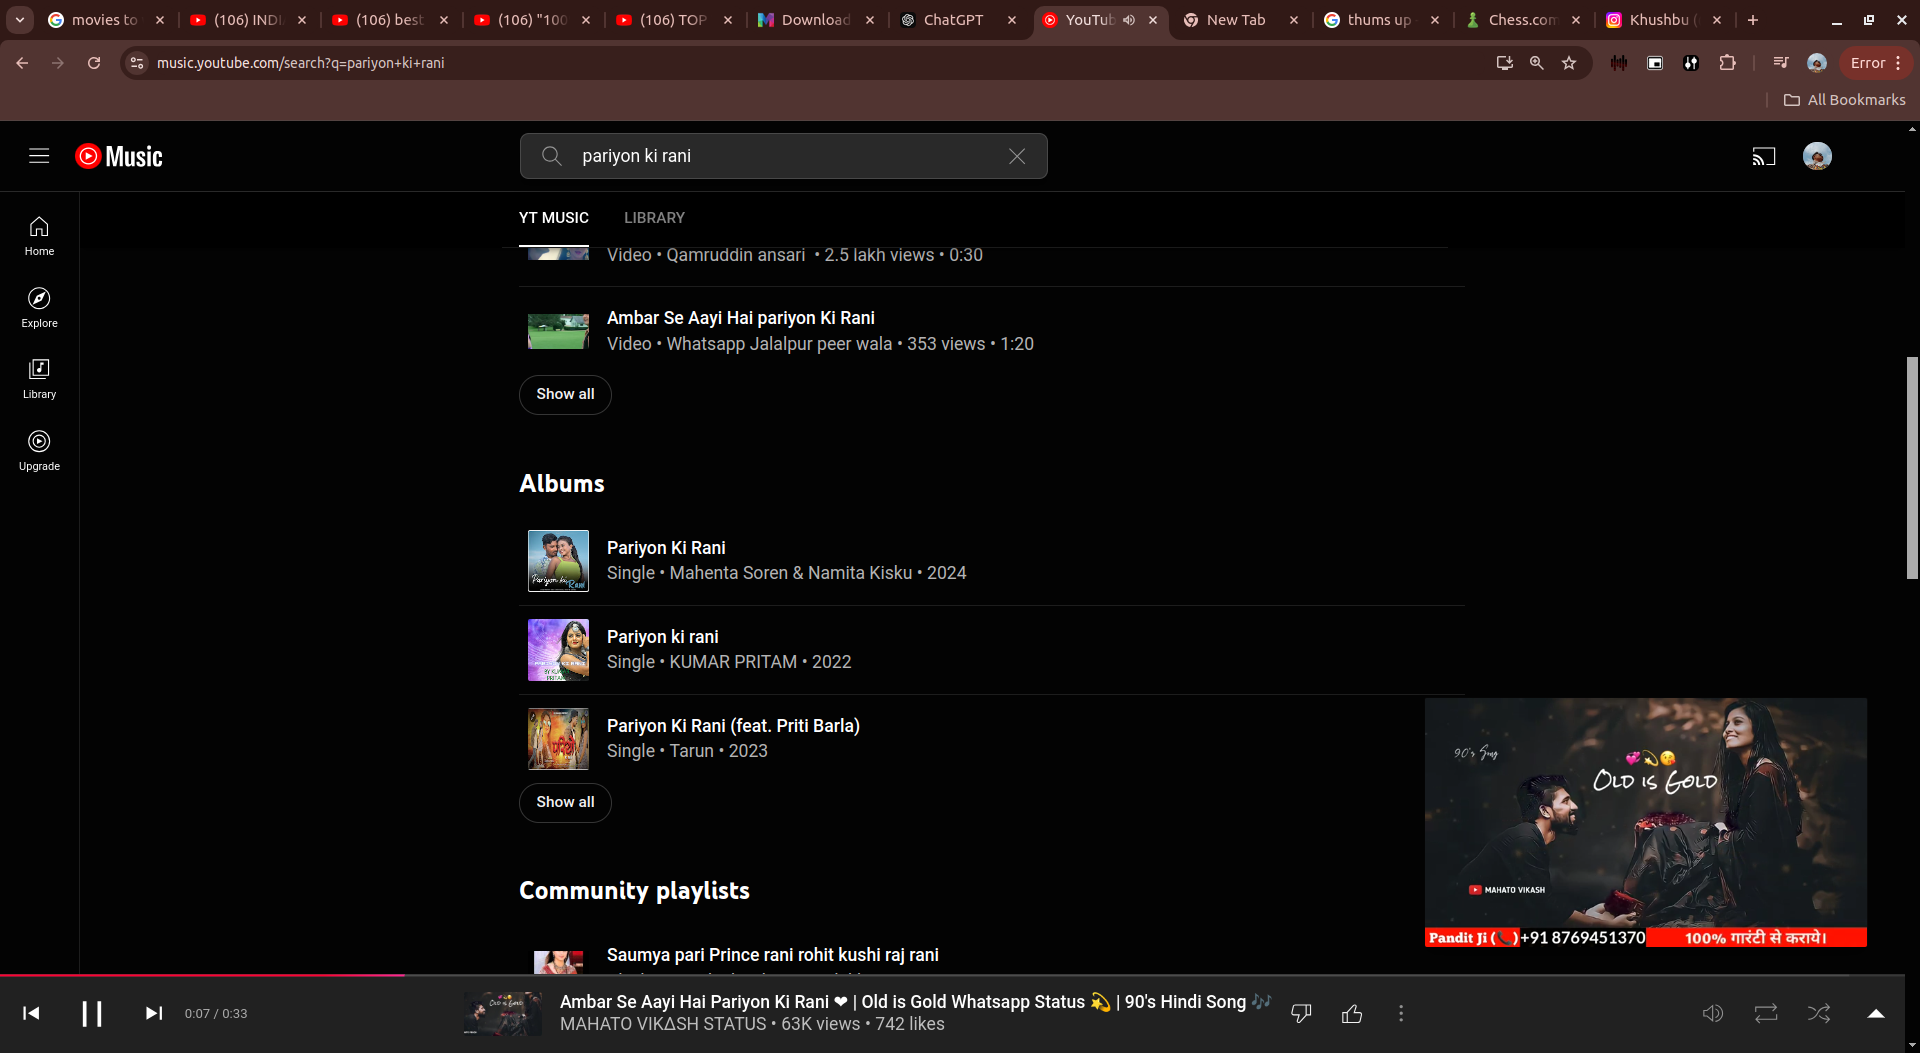 movies to
(106) INDI
(106) best
(106) "100
(106) TOP
Download
ChatGPT
YouTub
New Tab
thums up
Chess.com
Khushbu (
music.youtube.com/search?q=pariyon+ki+rani
Error
All Bookmarks
Music
pariyon ki rani
YT MUSIC
LIBRARY
Home
Explore
Library
Upgrade
Video • Qamruddin ansari • 2.5 lakh views • 0:30
Ambar Se Aayi Hai pariyon Ki Rani
Video • Whatsapp Jalalpur peer wala • 353 views • 1:20
Show all
Albums
Pariyon Ki Rani
Single • Mahenta Soren & Namita Kisku • 2024
Pariyon ki rani
Single • KUMAR PRITAM • 2022
Pariyon Ki Rani (feat. Priti Barla)
Single • Tarun • 2023
Show all
Community playlists
Saumya pari Prince rani rohit kushi raj rani
90's Song
💞💫😘
OLD IS GOLD
MAHATO VIKASH
Pandit Ji (📞)+91 8769451370 100% गारंटी से कराये।
0:07 / 0:33
Ambar Se Aayi Hai Pariyon Ki Rani ❤ | Old is Gold Whatsapp Status 💫 | 90's Hindi Song 🎶
MAHATO VIKΔSH STATUS • 63K views • 742 likes